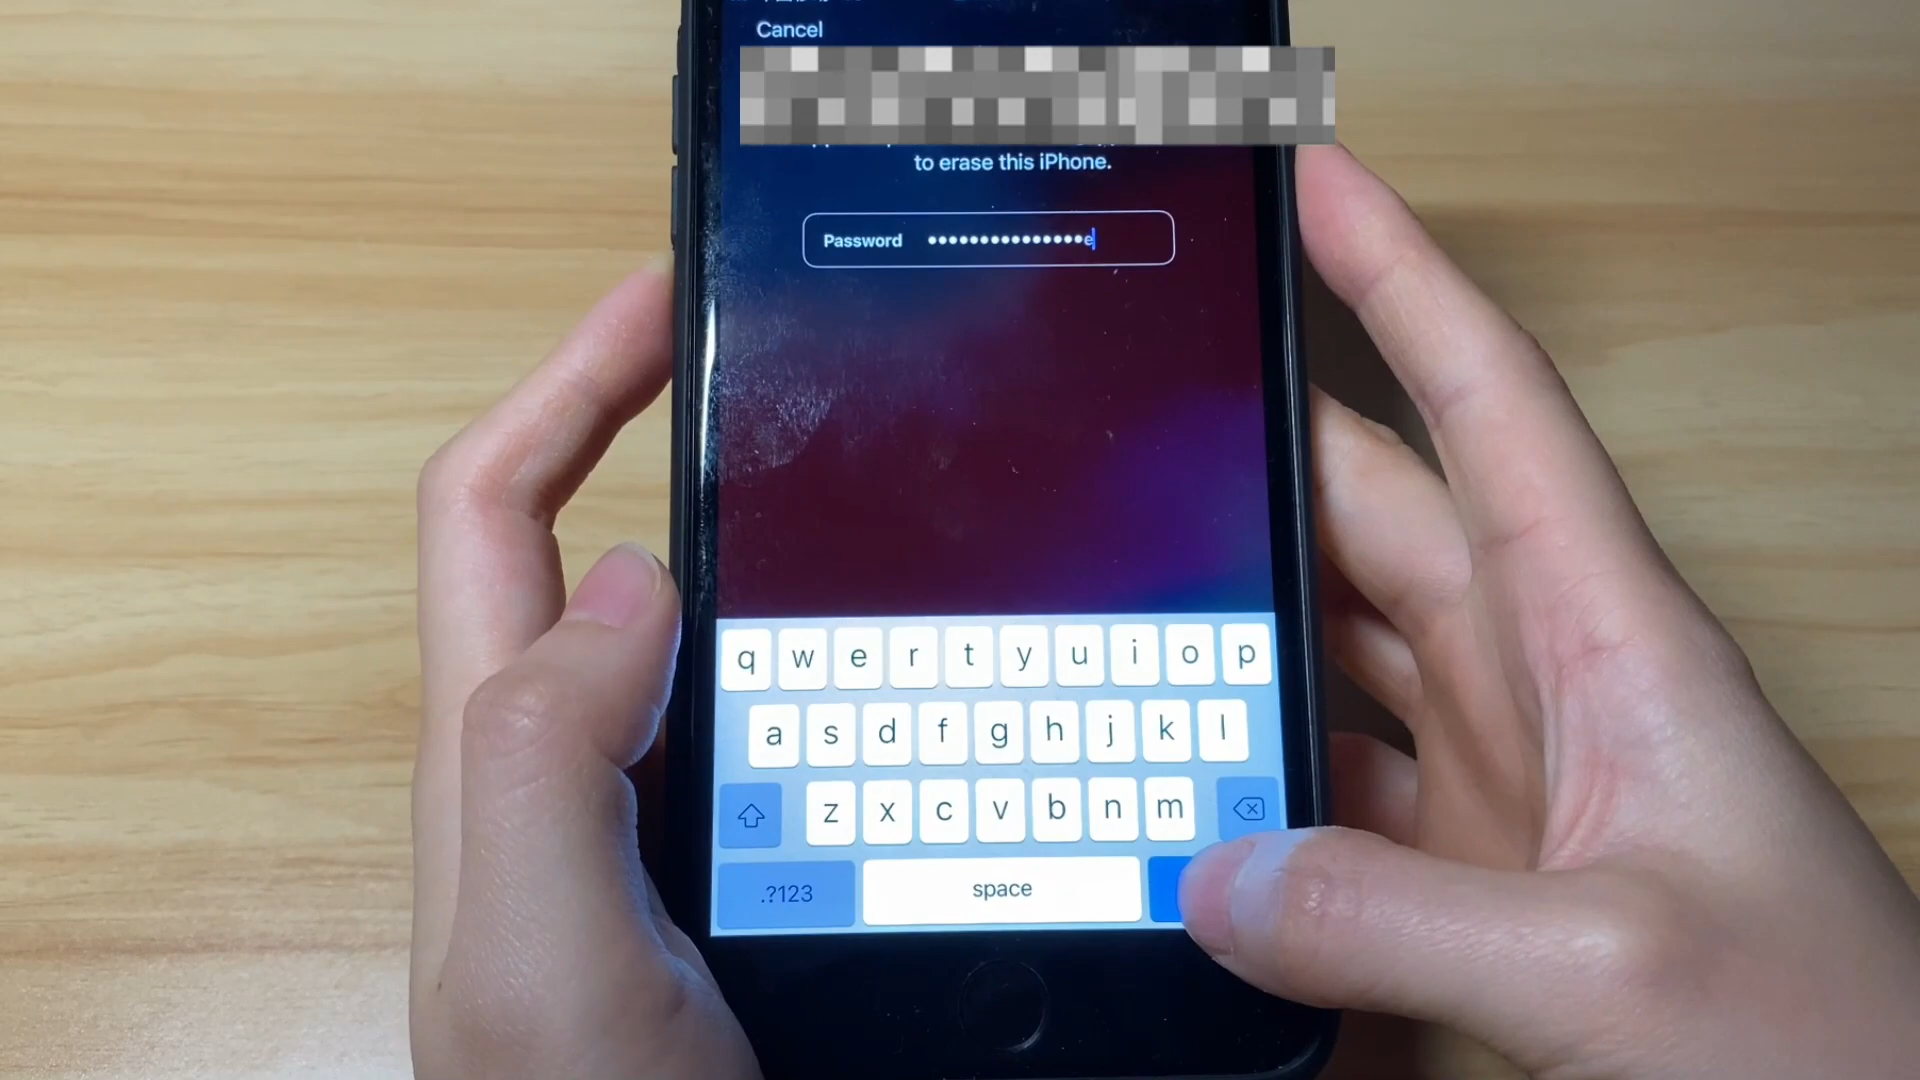 Cancel
to erase this iPhone.
Password •••••••••••••••e
q w e r t y u i o p
a s d f g h j k l
z x c v b n m
.?123 space